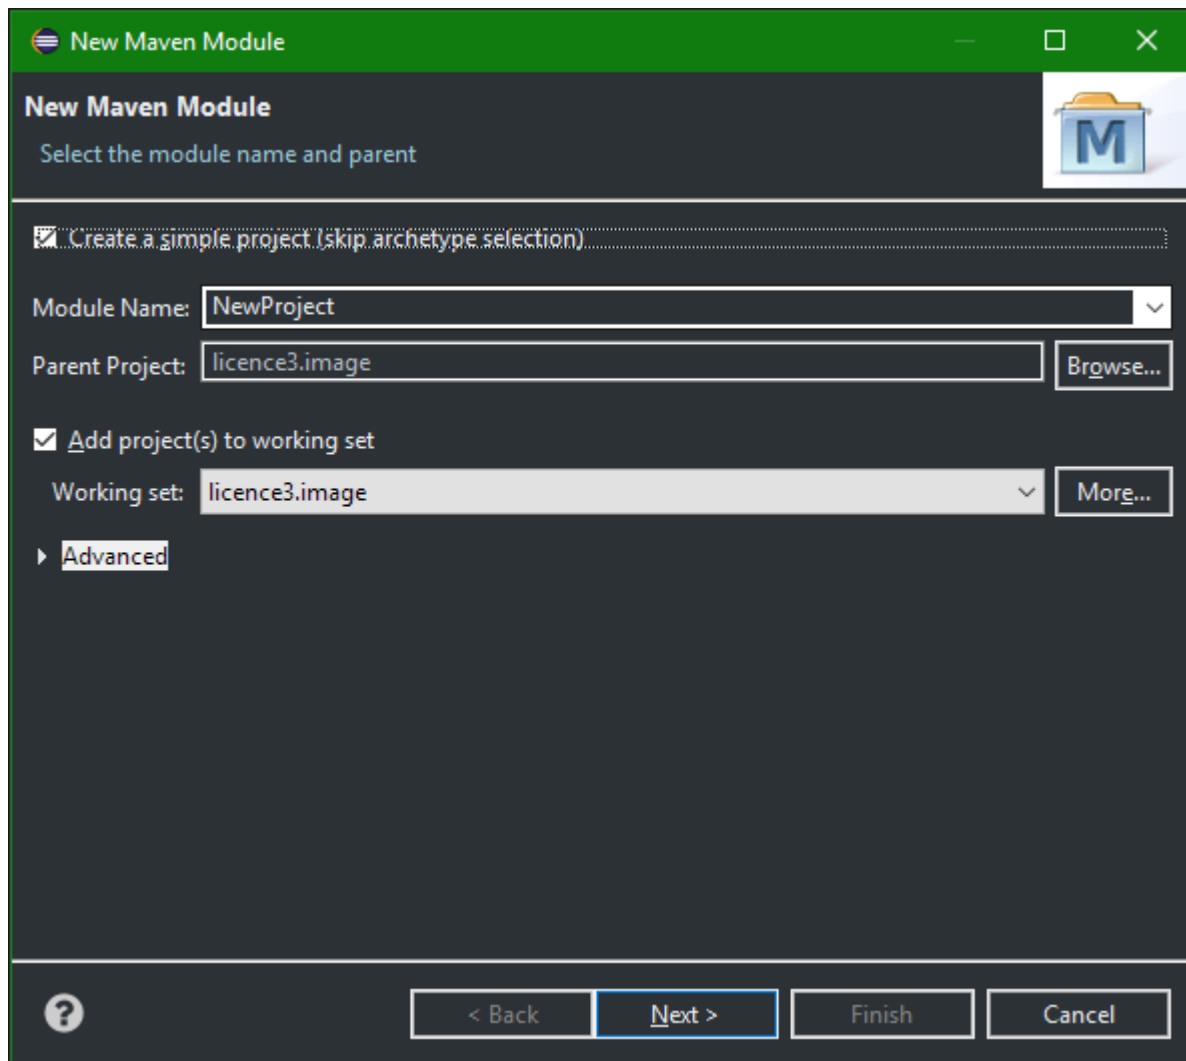 New Maven Module
New Maven Module
Select the module name and parent
M
Create a simple project (skip archetype selection)
Module Name: NewProject
Parent Project: licence3.image Browse...
Add project(s) to working set
Working set: licence3.image More...
Advanced
? < Back Next > Finish Cancel